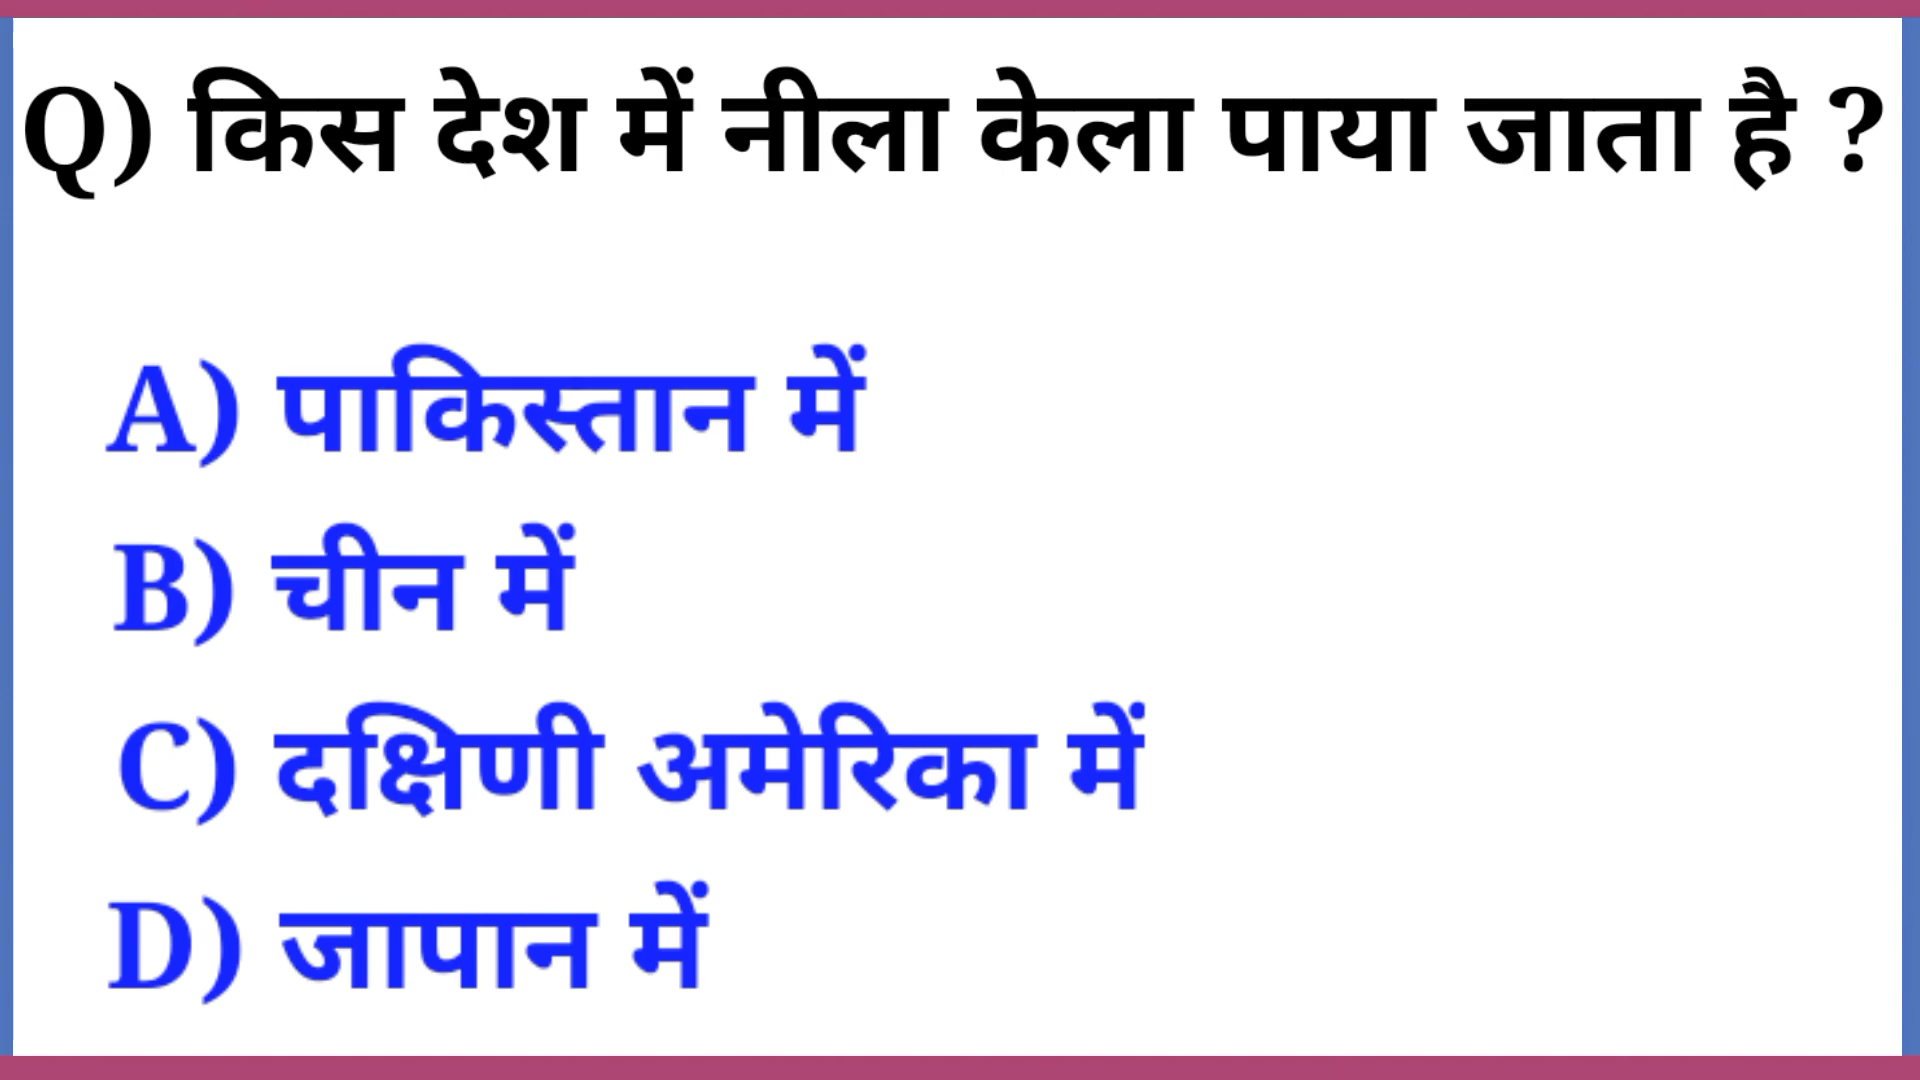 Q) किस देश में नीला केला पाया जाता है ?
A) पाकिस्तान में
B) चीन में
C) दक्षिणी अमेरिका में
D) जापान में